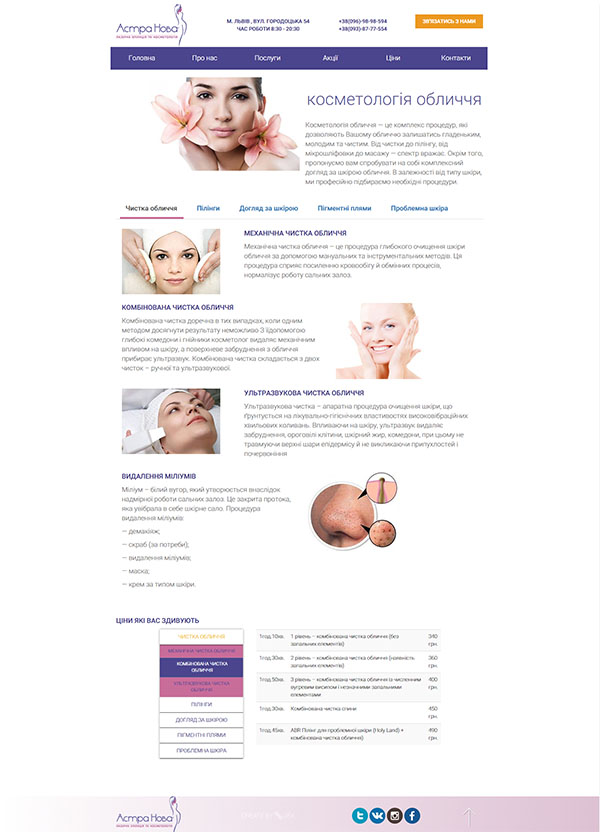 Астра Нова
М. ЛЬВІВ, ВУЛ. ГОРОДОЦЬКА 54
ЧАС РОБОТИ 8:30 - 20:30
+38(096)-98-98-594
+38(093)-87-77-554
ЗВ'ЯЗАТИСЬ З НАМИ
Головна Про нас Послуги Акції Ціни Контакти
косметологія обличчя
Косметологія обличчя — це комплекс процедур, які
дозволяють Вашому обличчю залишатись гладеньким,
молодим та чистим. Від чистки до пілінгу, від
мікрошліфовки до масажу — спектр вражає. Окрім того,
пропонуємо вам спробувати на собі комплексний
догляд за шкірою обличчя. В залежності від типу шкіри,
ми професійно підбираємо необхідні процедури.
Чистка обличчя Пілінги Догляд за шкірою Пігментні плями Проблемна шкіра
МЕХАНІЧНА ЧИСТКА ОБЛИЧЧЯ
Механічна чистка обличчя – це процедура глибокого очищення шкіри
обличчя за допомогою мануальних та інструментальних методів. Ця
процедура сприяє посиленню кровообігу й обмінних процесів,
нормалізує роботу сальних залоз.
КОМБІНОВАНА ЧИСТКА ОБЛИЧЧЯ
Комбінована чистка доречна в тих випадках, коли одним
методом досягнути результату неможливо З її допомогою
глибокі комедони і гнійники косметолог видаляє механічним
впливом на шкіру, а поверхневе забруднення з обличчя
прибирає ультразвук. Комбінована чистка складається з двох
чисток – ручної та ультразвукової.
УЛЬТРАЗВУКОВА ЧИСТКА ОБЛИЧЧЯ
Ультразвукова чистка – апаратна процедура очищення шкіри, що
ґрунтується на лікувально-гігієнічних властивостях високовібраційних
хвильових коливань. Впливаючи на шкіру, ультразвук видаляє
забруднення, ороговілі клітини, шкірний жир, комедони, при цьому не
травмуючи верхні шари епідермісу й не викликаючи припухлостей і
почервоніння
ВИДАЛЕННЯ МІЛІУМІВ
Міліум – білий вугор, який утворюється внаслідок
надмірної роботи сальних залоз. Це закрита протока,
яка увібрала в себе шкірне сало. Процедура
видалення міліумів:
— демакіяж;
— скраб (за потреби);
— видалення міліумів;
— маска;
— крем за типом шкіри.
ЦІНИ ЯКІ ВАС ЗДИВУЮТЬ
ЧИСТКА ОБЛИЧЧЯ
МЕХАНІЧНА ЧИСТКА ОБЛИЧЧЯ
КОМБІНОВАНА ЧИСТКА
ОБЛИЧЧЯ
УЛЬТРАЗВУКОВА ЧИСТКА
ОБЛИЧЧЯ
ПІЛІНГИ
ДОГЛЯД ЗА ШКІРОЮ
ПІГМЕНТНІ ПЛЯМИ
ПРОБЛЕМНА ШКІРА
1год.10хв. 1 рівень – комбінована чистка обличчя (без запальних елементів) 340 грн.
1год.30хв. 2 рівень – комбінована чистка обличчя (наявність запальних елементів) 360 грн.
1год.50хв. 3 рівень – комбінована чистка обличчя із численним вугревим висипом і незначними запальними елементами 400 грн.
1год.30хв. Комбінована чистка спини 450 грн.
1год.45хв. ABR Пілінг для проблемної шкіри (Holy Land) + комбінована чистка обличчя) 490 грн.
Астра Нова